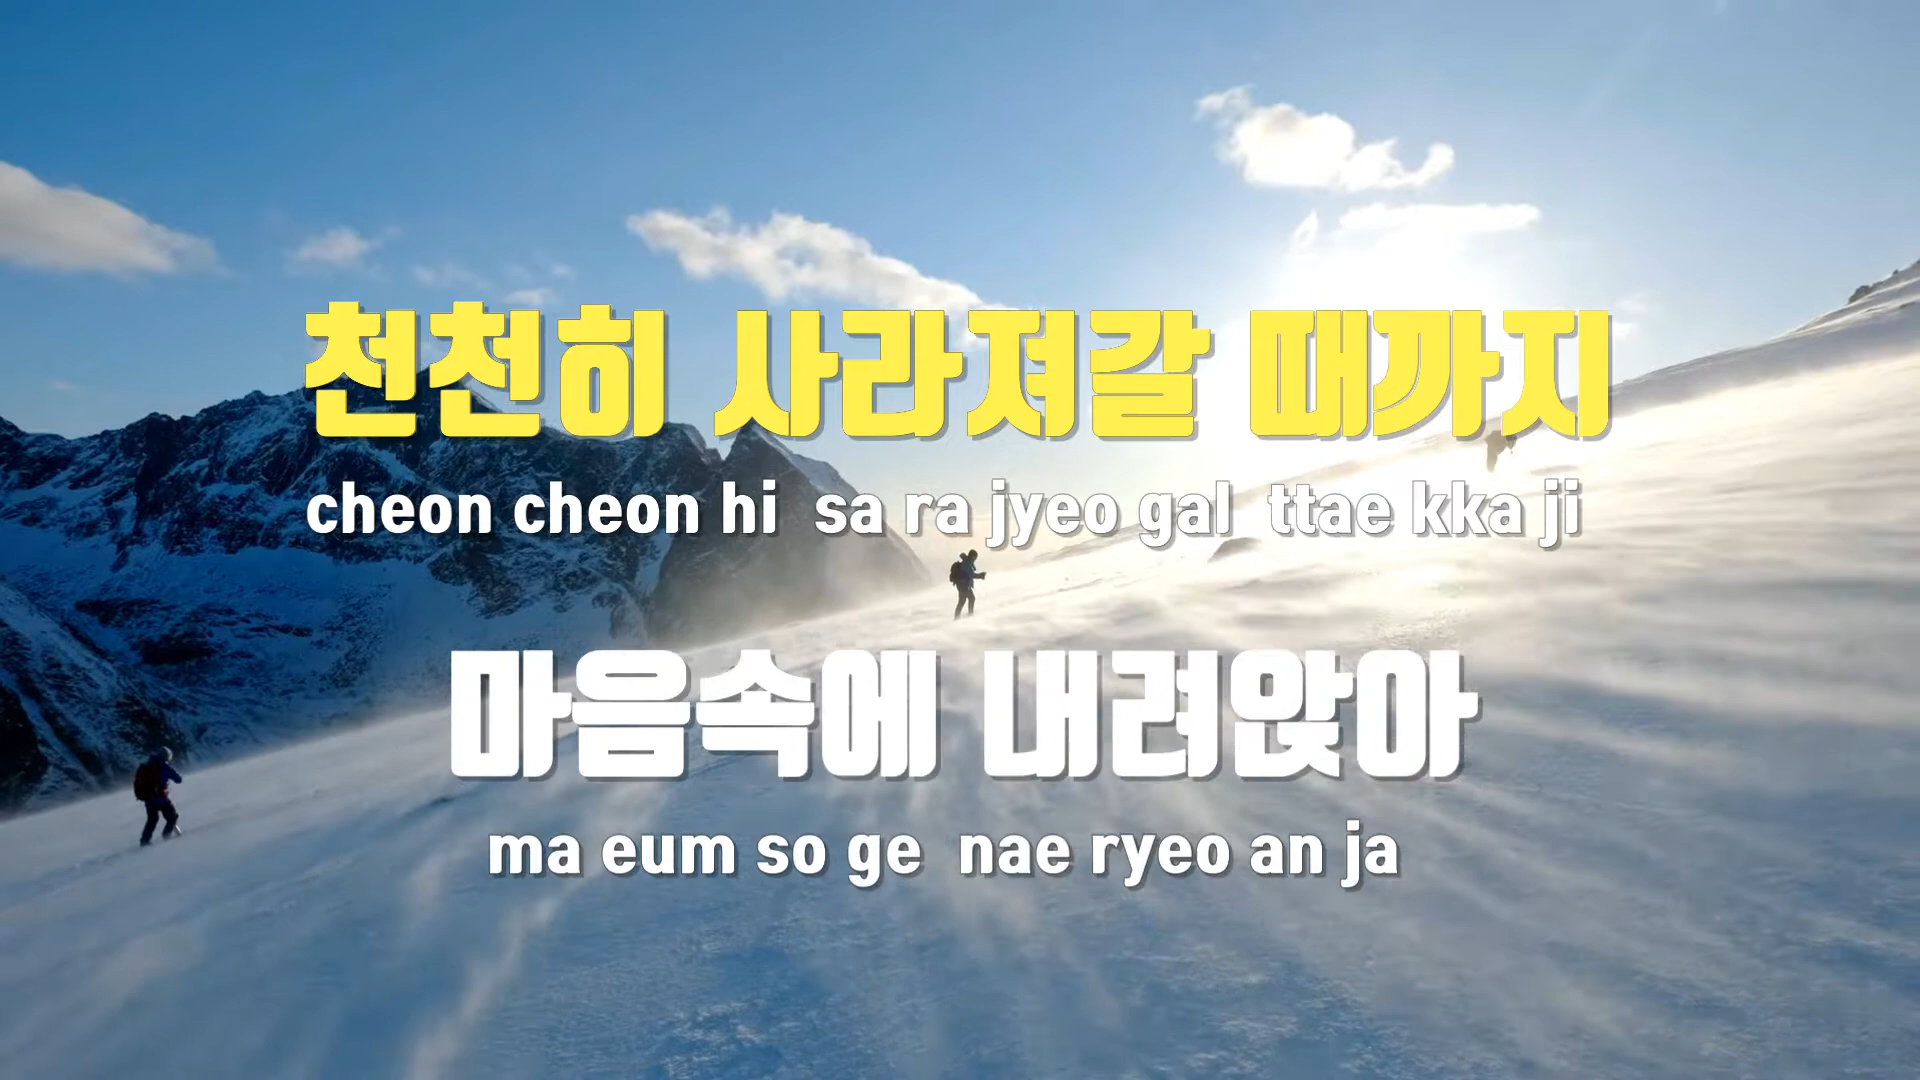 천천히 사라져갈 때까지
cheon cheon hi sa ra jyeo gal ttae kka ji
마음속에 내려앉아
ma eum so ge nae ryeo an ja